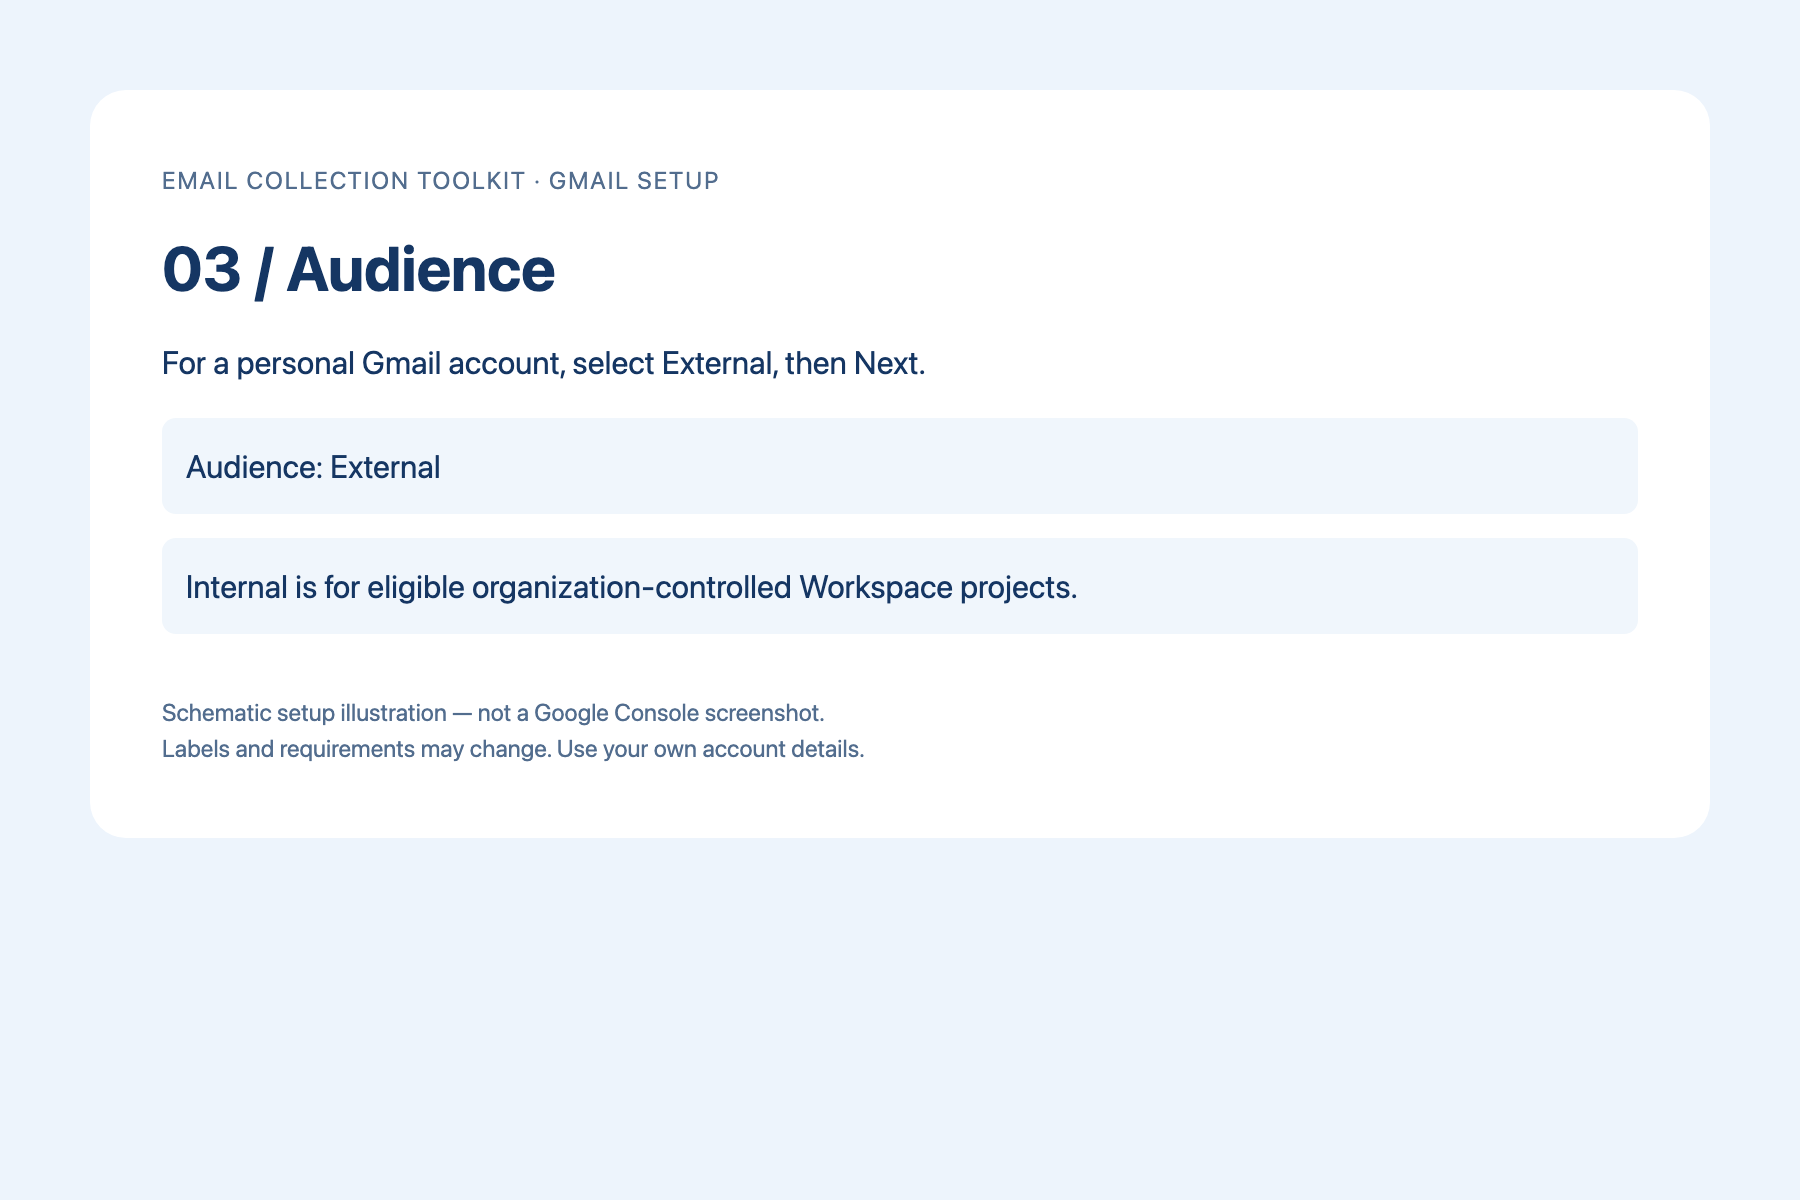 EMAIL COLLECTION TOOLKIT · GMAIL SETUP
03 / Audience
For a personal Gmail account, select External, then Next.
Audience: External
Internal is for eligible organization-controlled Workspace projects.
Schematic setup illustration — not a Google Console screenshot.
Labels and requirements may change. Use your own account details.